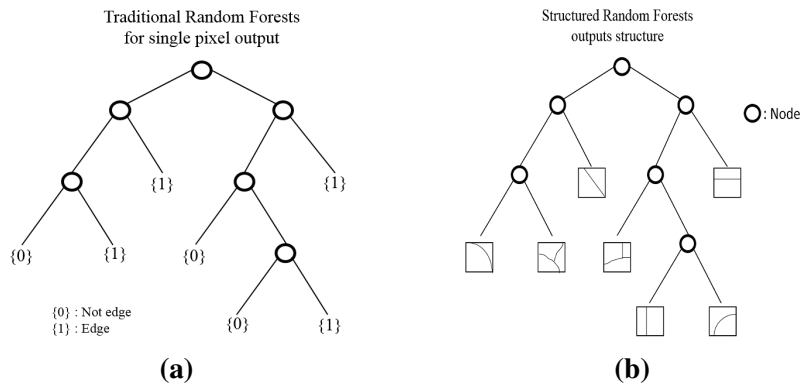 Traditional Random Forests
for single pixel output
{1}
{1}
{0}
{1}
{0}
{0}
{1}
{0} : Not edge
{1} : Edge
(a)
Structured Random Forests
outputs structure
: Node
(b)